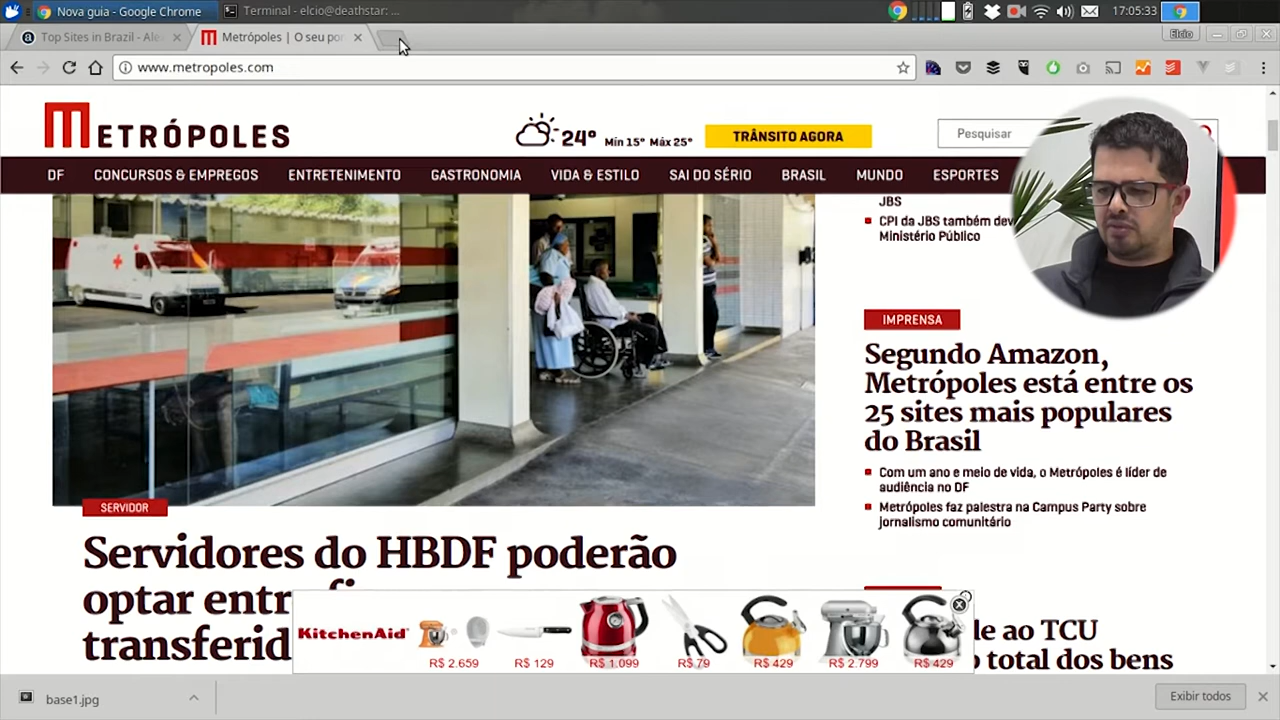 Nova guia - Google Chrome
Terminal - elcio@deathstar: ...
17:05:33
Top Sites in Brazil - Ale
Metrópoles | O seu por
Elcio
www.metropoles.com
METRÓPOLES
24º Mín 15º Máx 25º
TRÂNSITO AGORA
Pesquisar
DF
CONCURSOS & EMPREGOS
ENTRETENIMENTO
GASTRONOMIA
VIDA & ESTILO
SAI DO SÉRIO
BRASIL
MUNDO
ESPORTES
JBS
CPI da JBS também dev
Ministério Público
IMPRENSA
Segundo Amazon,
Metrópoles está entre os
25 sites mais populares
do Brasil
Com um ano e meio de vida, o Metrópoles é líder de
audiência no DF
Metrópoles faz palestra na Campus Party sobre
jornalismo comunitário
SERVIDOR
Servidores do HBDF poderão
optar entr
transferid
KitchenAid
R$ 2.659
R$ 129
R$ 1.099
R$ 79
R$ 429
R$ 2.799
R$ 429
de ao TCU
total dos bens
base1.jpg
Exibir todos